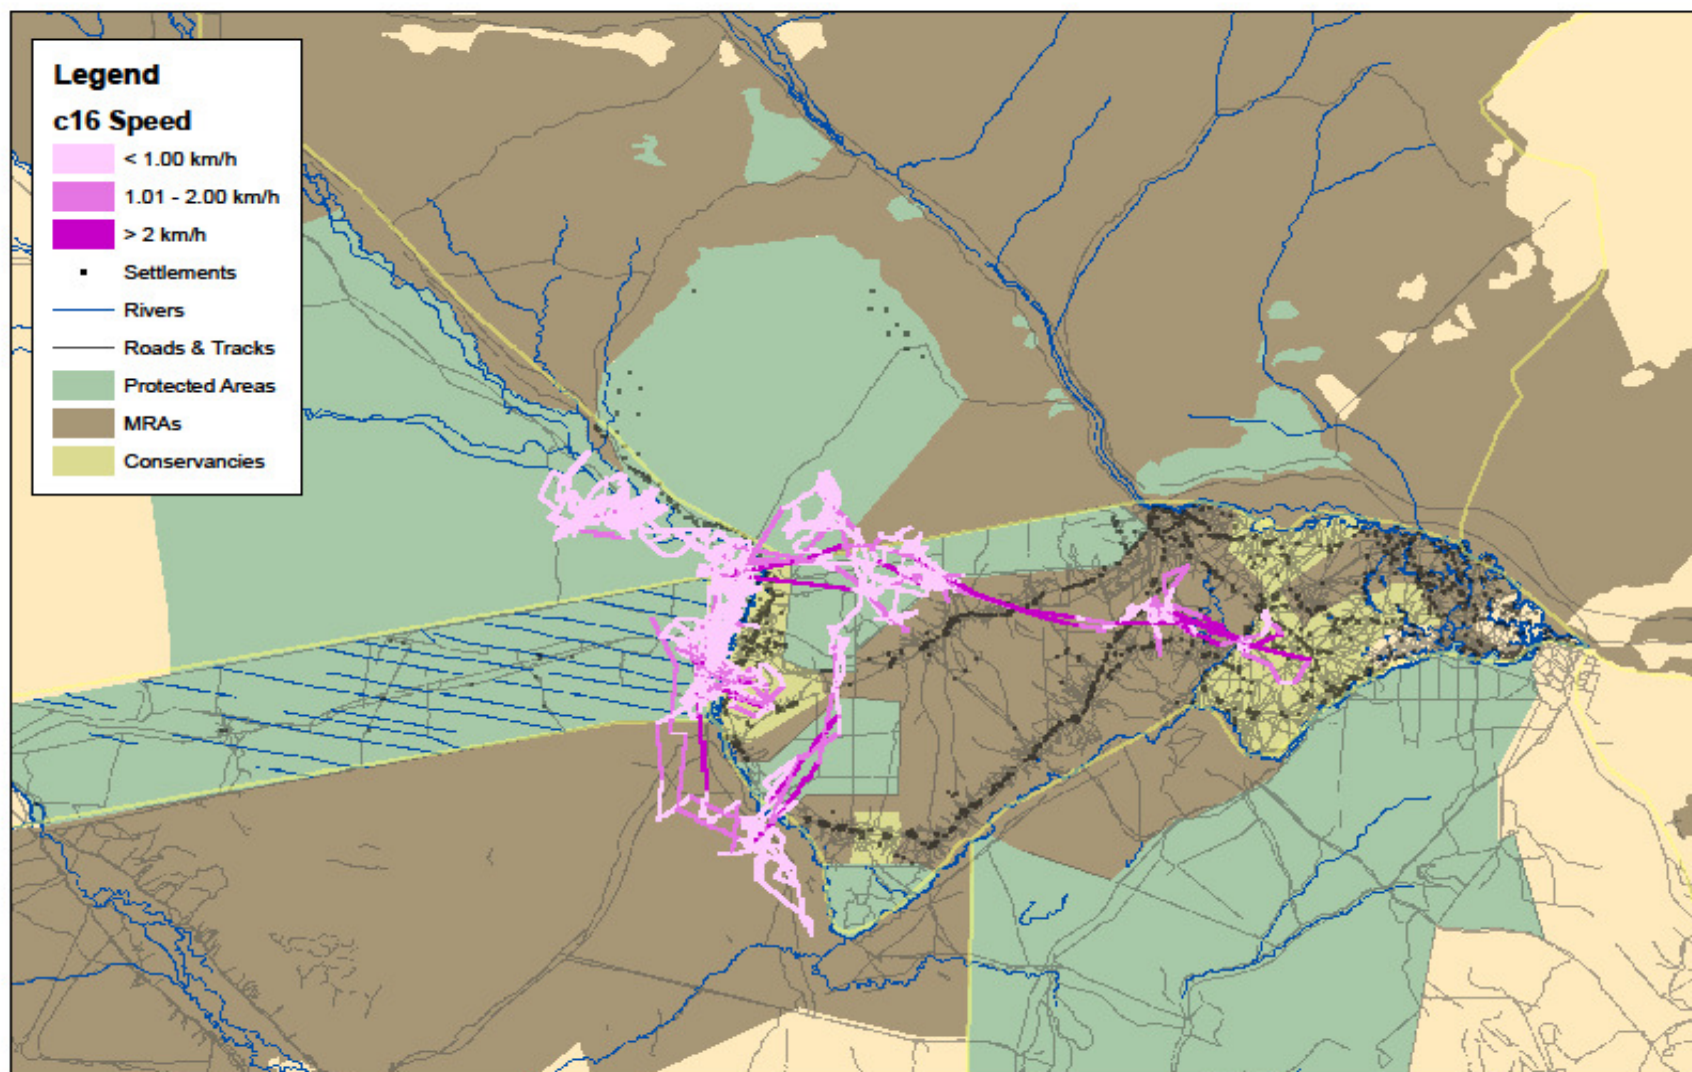 Legend
c16 Speed
< 1.00 km/h
1.01 - 2.00 km/h
> 2 km/h
Settlements
Rivers
Roads & Tracks
Protected Areas
MRAs
Conservancies